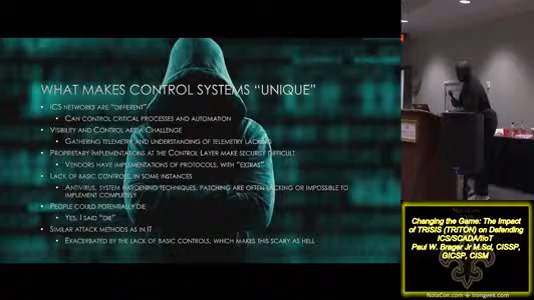 WHAT MAKES CONTROL SYSTEMS "UNIQUE"
• ICS NETWORKS ARE "DIFFERENT"
• CAN CONTROL CRITICAL PROCESSES AND AUTOMATION
• VISIBILITY AND CONTROL ARE A CHALLENGE
• GATHERING TELEMETRY AND UNDERSTANDING OF TELEMETRY LACKING
• PROPRIETARY IMPLEMENTATIONS AT THE CONTROL LAYER MAKE SECURITY DIFFICULT
• VENDORS HAVE IMPLEMENTATIONS OF PROTOCOLS, WITH "EXTRAS"
• LACK OF BASIC CONTROLS, IN SOME INSTANCES
• ANTIVIRUS, SYSTEM HARDENING TECHNIQUES, PATCHING ARE OFTEN LACKING OR IMPOSSIBLE TO
IMPLEMENT COMPLETELY
• PEOPLE COULD POTENTIALLY DIE
• YES, I SAID "DIE"
• SIMILAR ATTACK METHODS AS IN IT
• EXACERBATED BY THE LACK OF BASIC CONTROLS, WHICH MAKES THIS SCARY AS HELL
Changing the Game: The Impact
of TRISIS (TRITON) on Defending
ICS/SCADA/IIoT
Paul W. Brager Jr M.Sci, CISSP,
GICSP, CISM
NolaCon.com ⚜ Irongeek.com